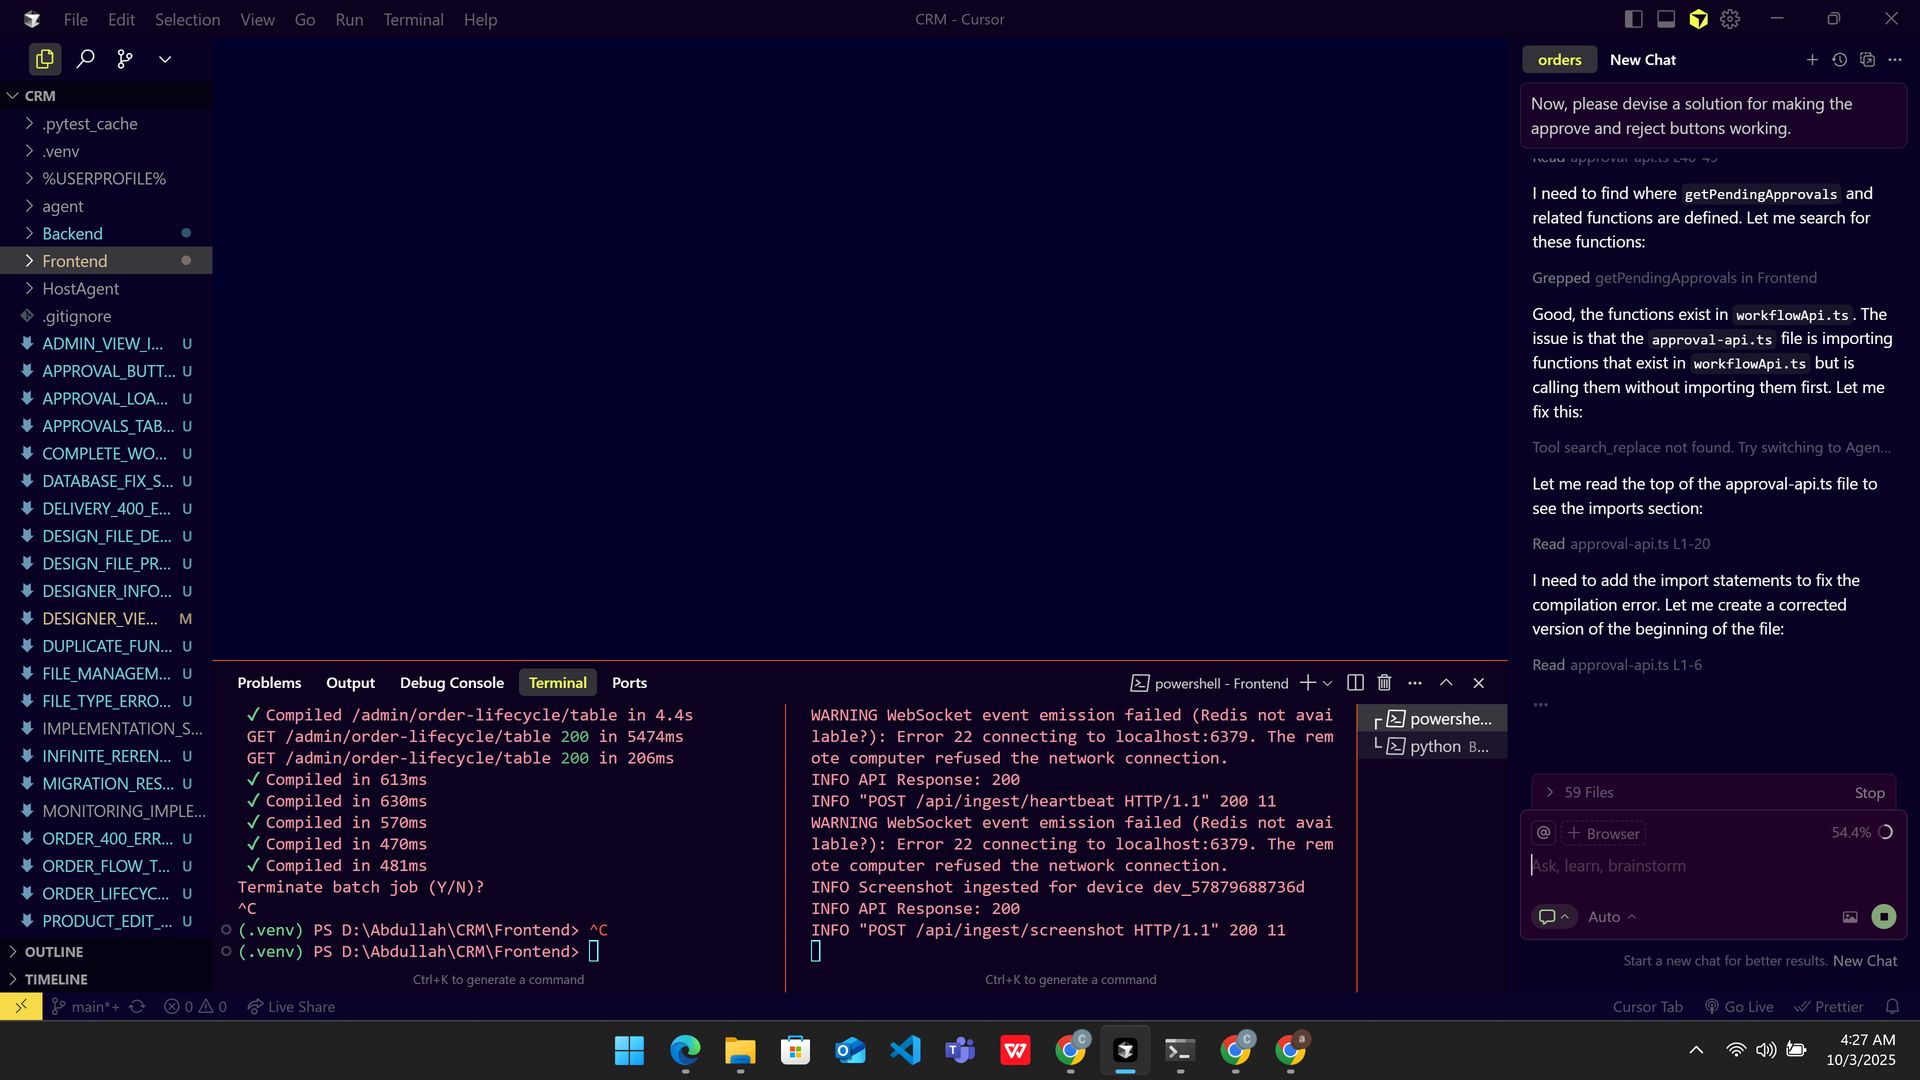 File Edit Selection View Go Run Terminal Help
CRM - Cursor
CRM
.pytest_cache
.venv
%USERPROFILE%
agent
Backend
Frontend
HostAgent
.gitignore
ADMIN_VIEW_I... U
APPROVAL_BUTT... U
APPROVAL_LOA... U
APPROVALS_TAB... U
COMPLETE_WO... U
DATABASE_FIX_S... U
DELIVERY_400_E... U
DESIGN_FILE_DE... U
DESIGN_FILE_PR... U
DESIGNER_INFO... U
DESIGNER_VIE... M
DUPLICATE_FUN... U
FILE_MANAGEM... U
FILE_TYPE_ERRO... U
IMPLEMENTATION_S...
INFINITE_REREN... U
MIGRATION_RES... U
MONITORING_IMPLE...
ORDER_400_ERR... U
ORDER_FLOW_T... U
ORDER_LIFECYC... U
PRODUCT_EDIT_... U
OUTLINE
TIMELINE
Problems Output Debug Console Terminal Ports
powershell - Frontend
✓ Compiled /admin/order-lifecycle/table in 4.4s
GET /admin/order-lifecycle/table 200 in 5474ms
GET /admin/order-lifecycle/table 200 in 206ms
✓ Compiled in 613ms
✓ Compiled in 630ms
✓ Compiled in 570ms
✓ Compiled in 470ms
✓ Compiled in 481ms
Terminate batch job (Y/N)?
^C
(.venv) PS D:\Abdullah\CRM\Frontend> ^C
(.venv) PS D:\Abdullah\CRM\Frontend>
Ctrl+K to generate a command
WARNING WebSocket event emission failed (Redis not avai
lable?): Error 22 connecting to localhost:6379. The rem
ote computer refused the network connection.
INFO API Response: 200
INFO "POST /api/ingest/heartbeat HTTP/1.1" 200 11
WARNING WebSocket event emission failed (Redis not avai
lable?): Error 22 connecting to localhost:6379. The rem
ote computer refused the network connection.
INFO Screenshot ingested for device dev_57879688736d
INFO API Response: 200
INFO "POST /api/ingest/screenshot HTTP/1.1" 200 11
Ctrl+K to generate a command
powershe...
python B...
orders New Chat
Now, please devise a solution for making the
approve and reject buttons working.
Read approval-api.ts L40-45
I need to find where getPendingApprovals and
related functions are defined. Let me search for
these functions:
Grepped getPendingApprovals in Frontend
Good, the functions exist in workflowApi.ts. The
issue is that the approval-api.ts file is importing
functions that exist in workflowApi.ts but is
calling them without importing them first. Let me
fix this:
Tool search_replace not found. Try switching to Agen...
Let me read the top of the approval-api.ts file to
see the imports section:
Read approval-api.ts L1-20
I need to add the import statements to fix the
compilation error. Let me create a corrected
version of the beginning of the file:
Read approval-api.ts L1-6
...
59 Files Stop
@ + Browser 54.4%
Ask, learn, brainstorm
Auto
Start a new chat for better results. New Chat
main*+ 0 0 Live Share
Cursor Tab Go Live Prettier
4:27 AM
10/3/2025